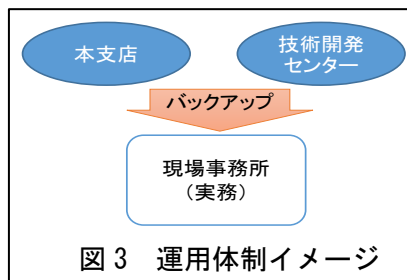 本支店
技術開発
センター
バックアップ
現場事務所
（実務）
図3　運用体制イメージ